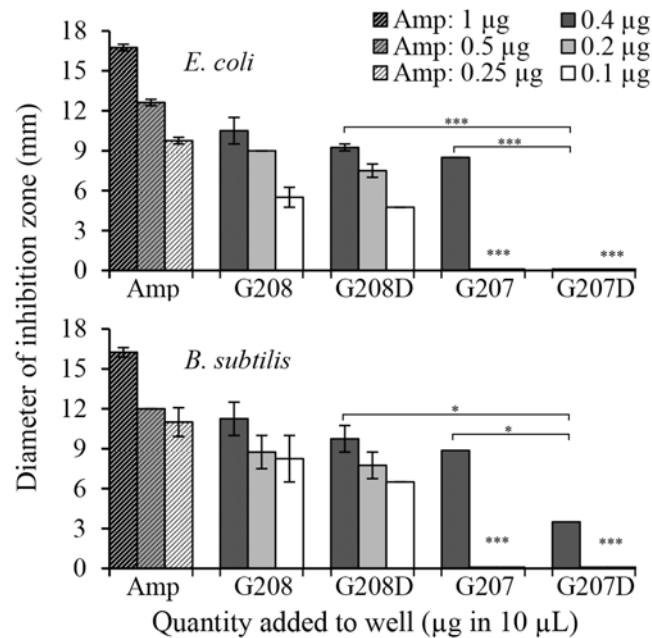 Amp: 1 µg 0.4 µg
Amp: 0.5 µg 0.2 µg
Amp: 0.25 µg 0.1 µg
Diameter of inhibition zone (mm)
18
15
12
9
6
3
0
E. coli
***
***
***
***
Amp G208 G208D G207 G207D
18
15
12
9
6
3
0
B. subtilis
*
*
***
***
Amp G208 G208D G207 G207D
Quantity added to well (µg in 10 µL)